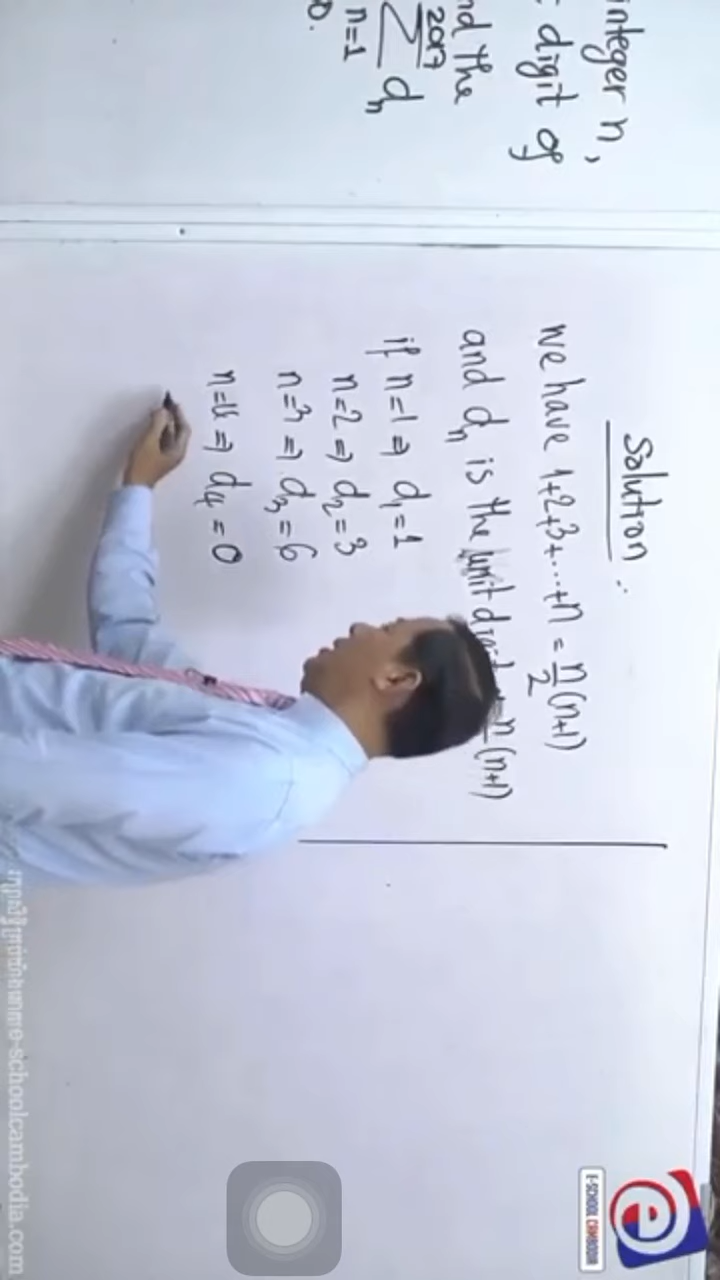 integer n,
digit of
nd the
2017
Σ dn
n=1
0.
Solution:
we have 1+2+3+...+n = n/2 (n+1)
and dn is the unit n/2 (n+1)
if n=1 ⇒ d1=1
n=2 ⇒ d2=3
n=3 ⇒ d3=6
n=4 ⇒ d4=0
e
E-SCHOOL CAMBODIA
e-schoolcambodia.com